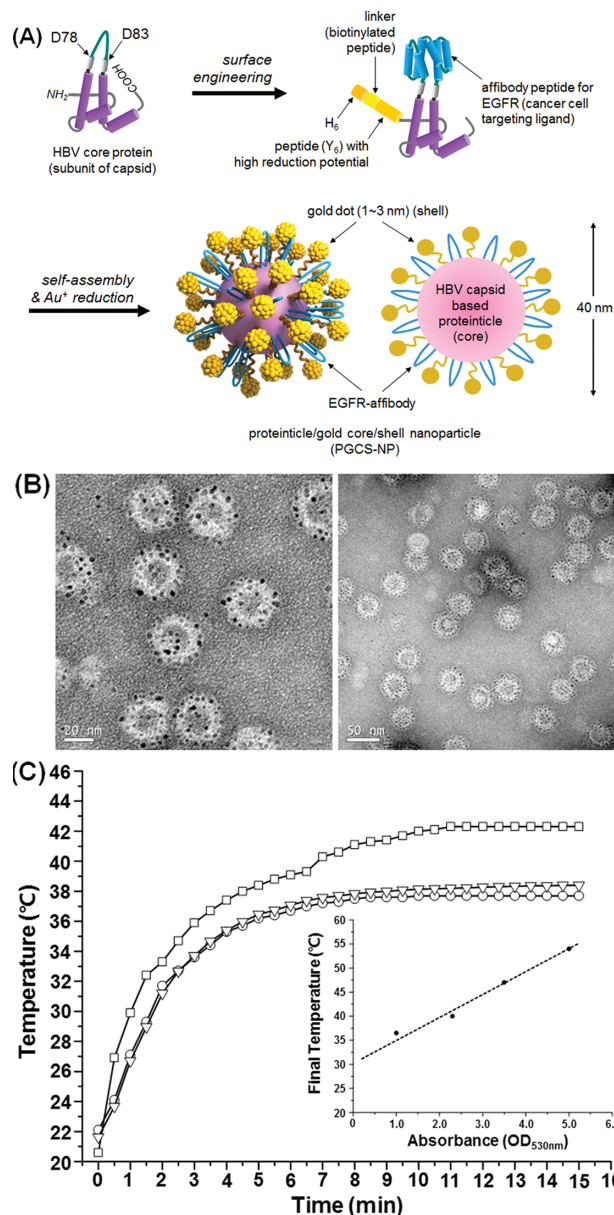 (A)
D78
D83
COOH
NH2
HBV core protein
(subunit of capsid)
surface
engineering
linker
(biotinylated
peptide)
H6
peptide (Y6) with
high reduction potential
affibody peptide for
EGFR (cancer cell
targeting ligand)
self-assembly
& Au+ reduction
gold dot (1~3 nm) (shell)
HBV capsid
based
proteinticle
(core)
40 nm
EGFR-affibody
proteinticle/gold core/shell nanoparticle
(PGCS-NP)
(B)
20 nm
50 nm
(C)
46
44
42
40
38
36
34
32
30
28
26
24
22
20
Temperature (℃)
0 1 2 3 4 5 6 7 8 9 10 11 12 13 14 15 16
Time (min)
60
55
50
45
40
35
30
25
20
Final Temperature (℃)
0 1.0 2.0 3.0 4.0 5.0 6.
Absorbance (OD530nm)